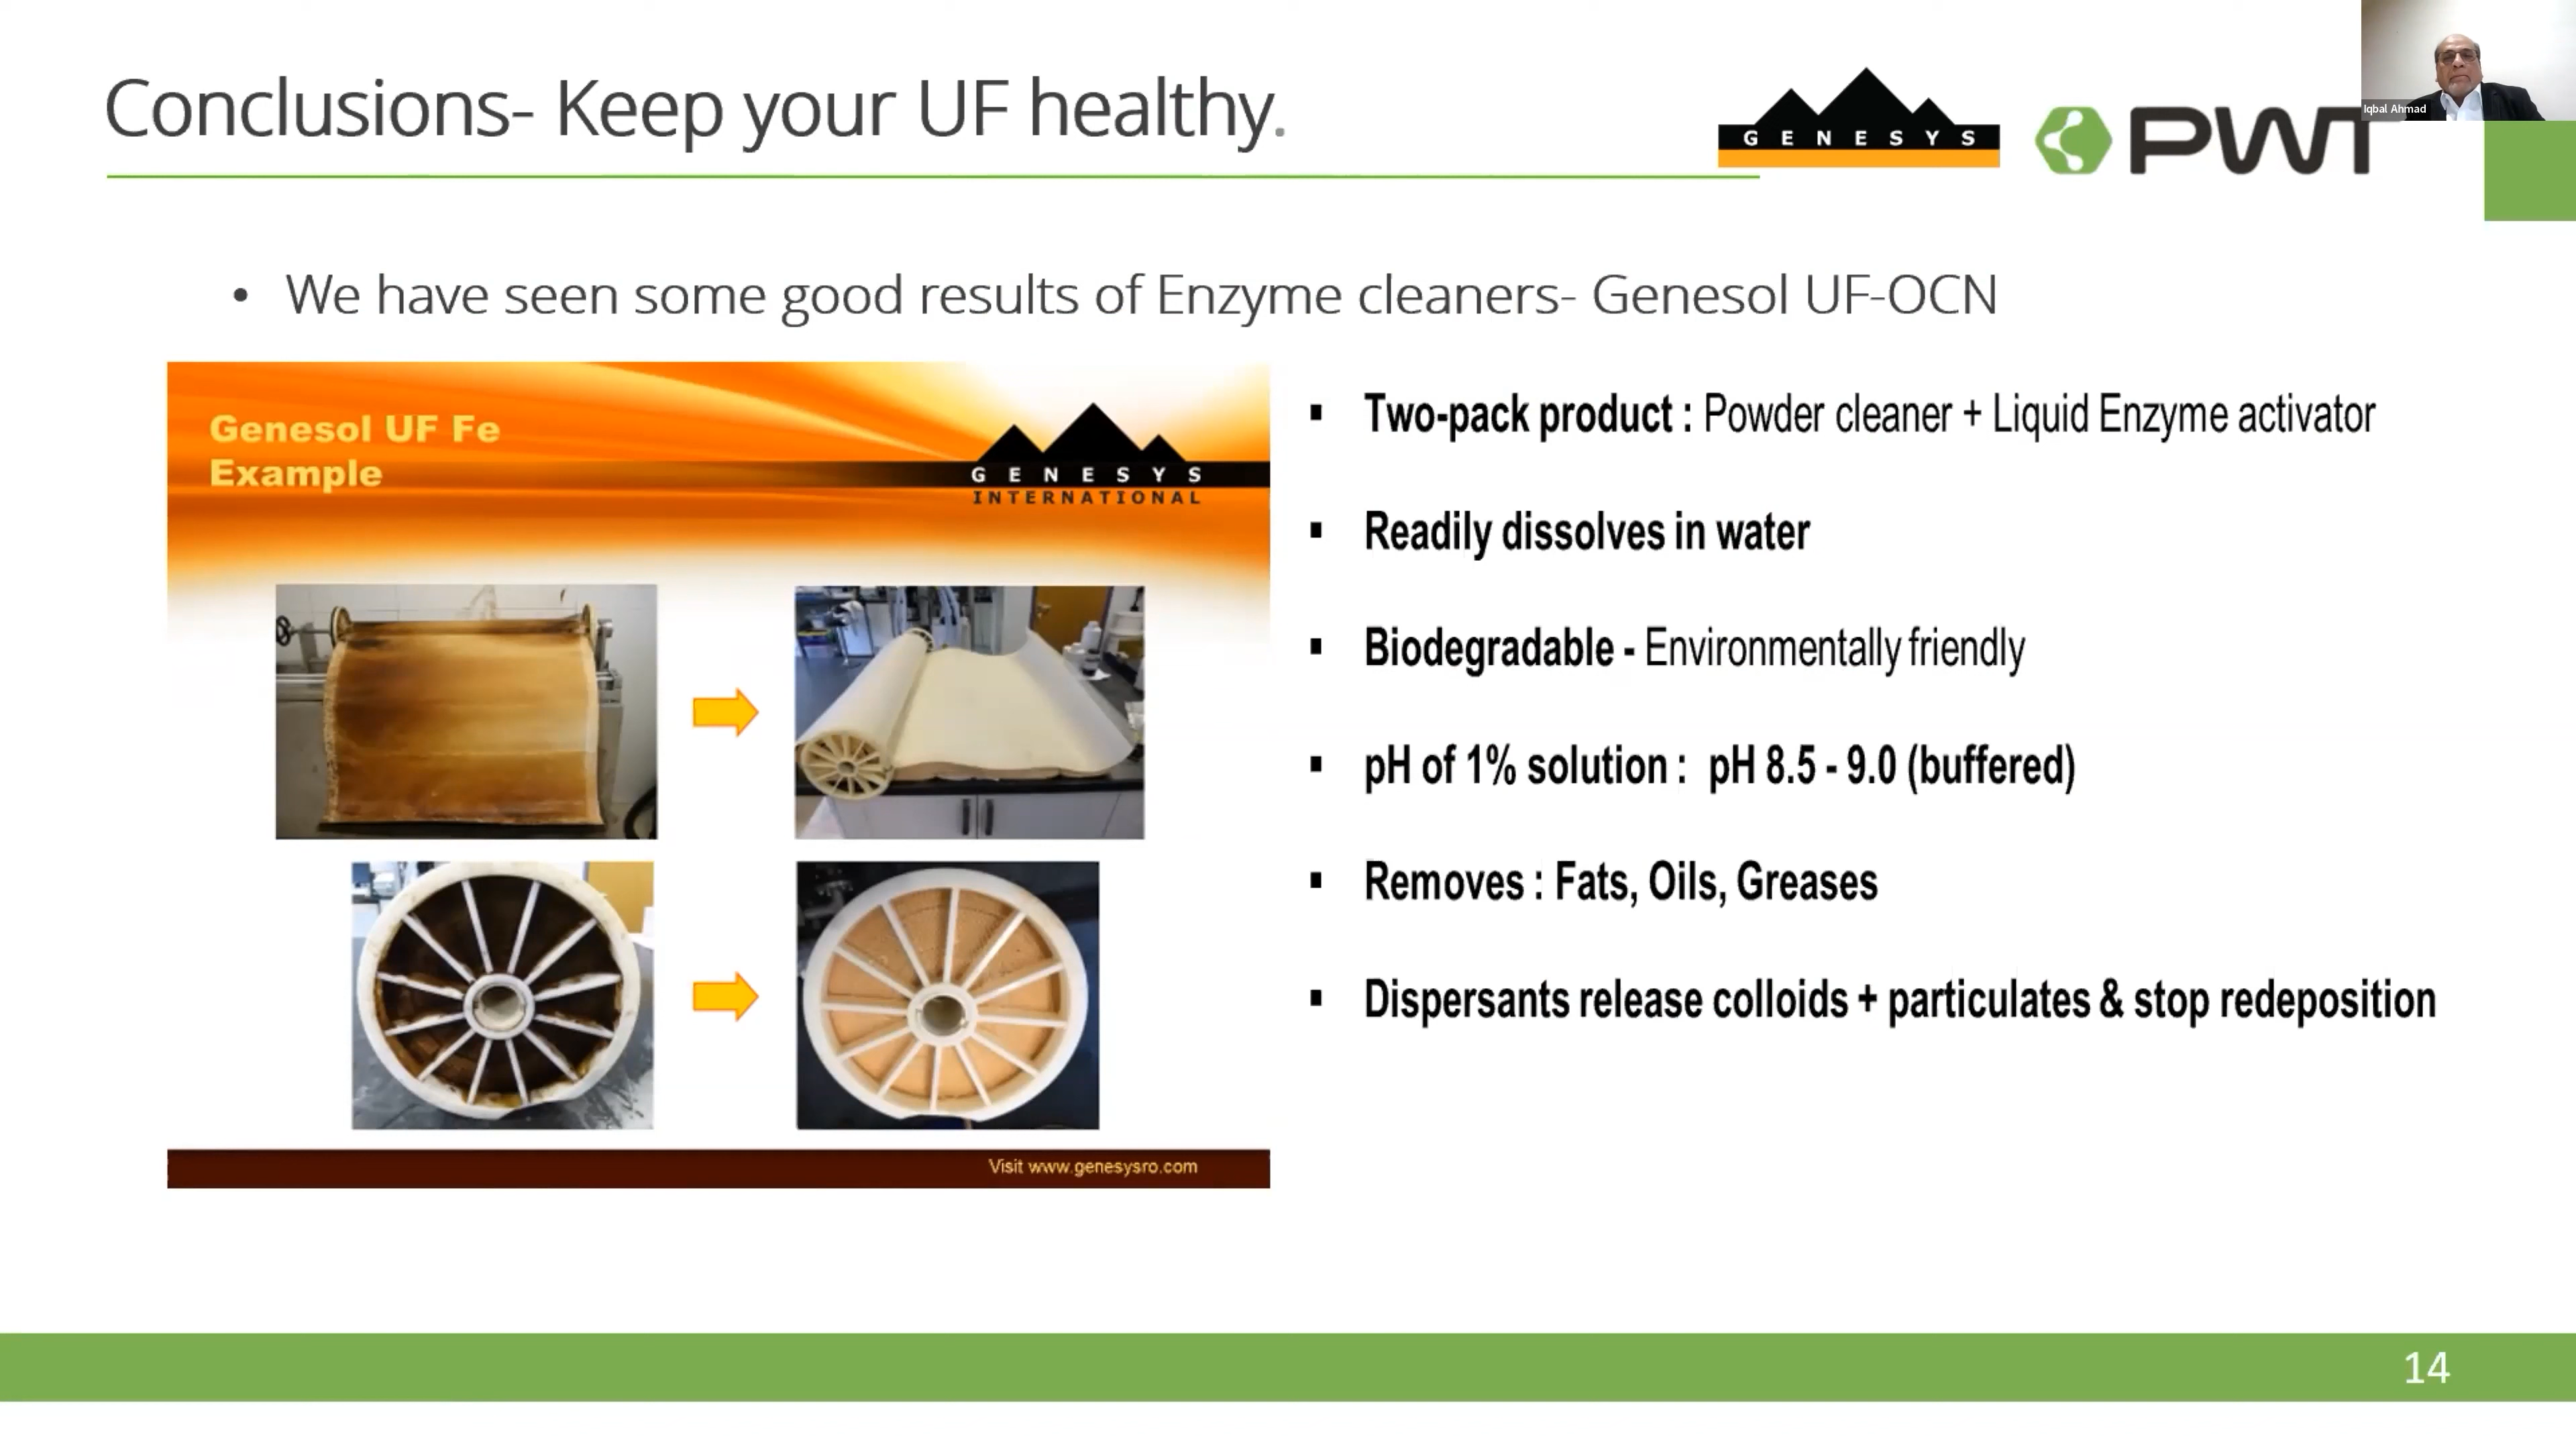 Conclusions- Keep your UF healthy.
GENESYS
PWT
Iqbal Ahmad
• We have seen some good results of Enzyme cleaners- Genesol UF-OCN
Genesol UF Fe
Example
GENESYS
INTERNATIONAL
Visit www.genesysro.com
▪ Two-pack product : Powder cleaner + Liquid Enzyme activator
▪ Readily dissolves in water
▪ Biodegradable - Environmentally friendly
▪ pH of 1% solution : pH 8.5 - 9.0 (buffered)
▪ Removes : Fats, Oils, Greases
▪ Dispersants release colloids + particulates & stop redeposition
14